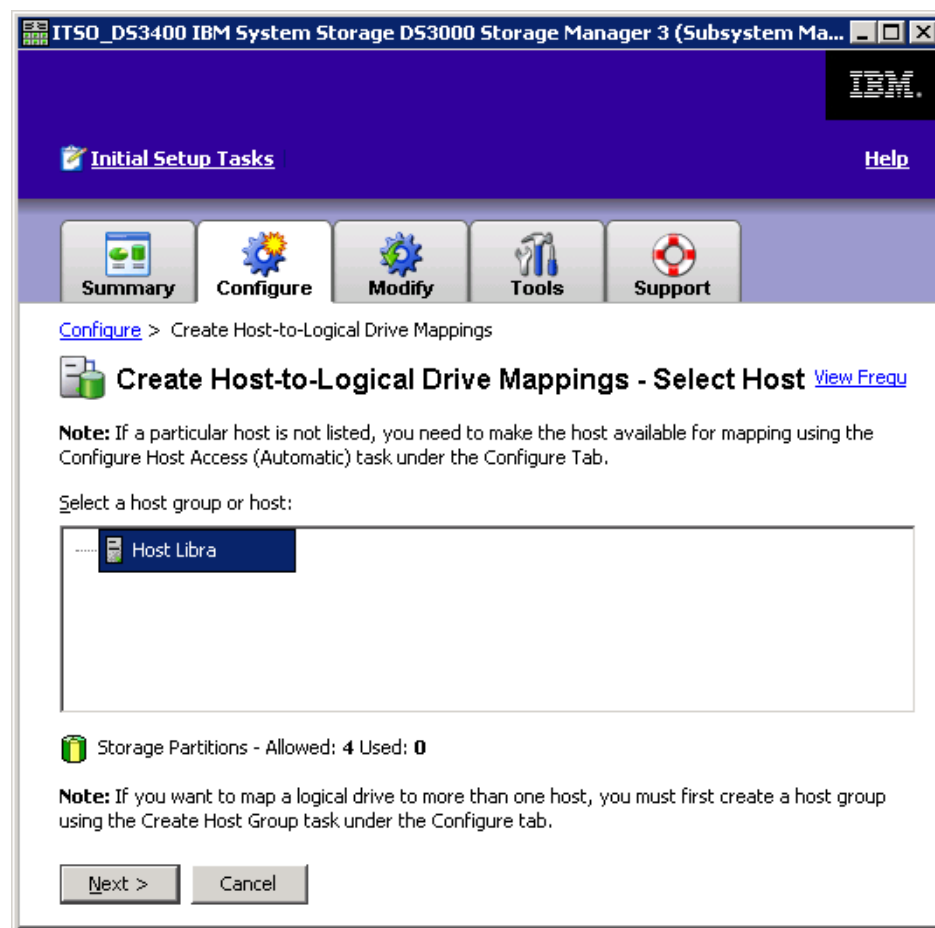 ITSO_DS3400 IBM System Storage DS3000 Storage Manager 3 (Subsystem Ma...
IBM.
Initial Setup Tasks
Help
Summary
Configure
Modify
Tools
Support
Configure > Create Host-to-Logical Drive Mappings
Create Host-to-Logical Drive Mappings - Select Host View Frequ
Note: If a particular host is not listed, you need to make the host available for mapping using the
Configure Host Access (Automatic) task under the Configure Tab.
Select a host group or host:
Host Libra
Storage Partitions - Allowed: 4 Used: 0
Note: If you want to map a logical drive to more than one host, you must first create a host group
using the Create Host Group task under the Configure tab.
Next >
Cancel